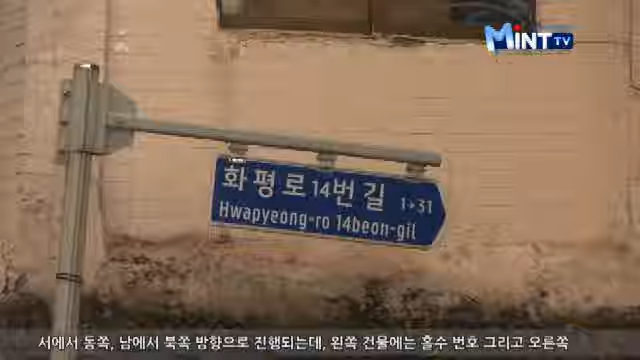 MINT TV
화평로 14번길 1→31
Hwapyeong-ro 14beon-gil
서에서 동쪽, 남에서 북쪽 방향으로 진행되는데, 왼쪽 건물에는 홀수 번호 그리고 오른쪽